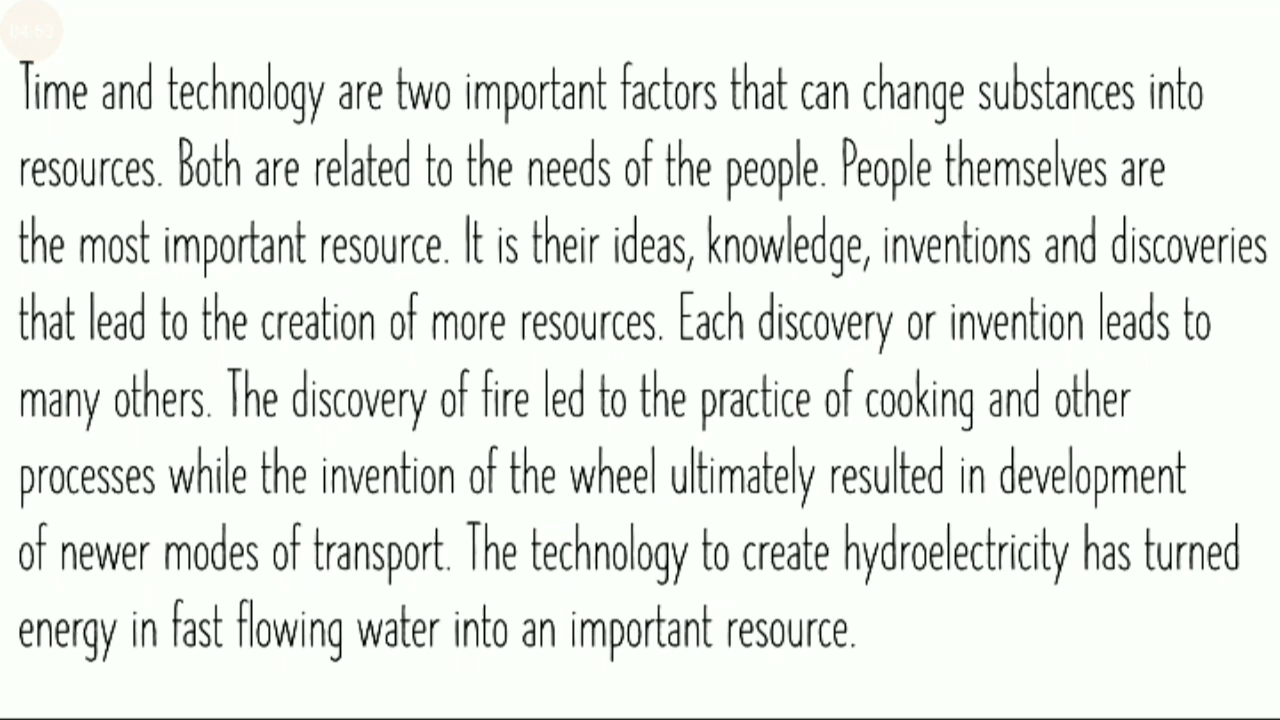 04:53
Time and technology are two important factors that can change substances into
resources. Both are related to the needs of the people. People themselves are
the most important resource. It is their ideas, knowledge, inventions and discoveries
that lead to the creation of more resources. Each discovery or invention leads to
many others. The discovery of fire led to the practice of cooking and other
processes while the invention of the wheel ultimately resulted in development
of newer modes of transport. The technology to create hydroelectricity has turned
energy in fast flowing water into an important resource.